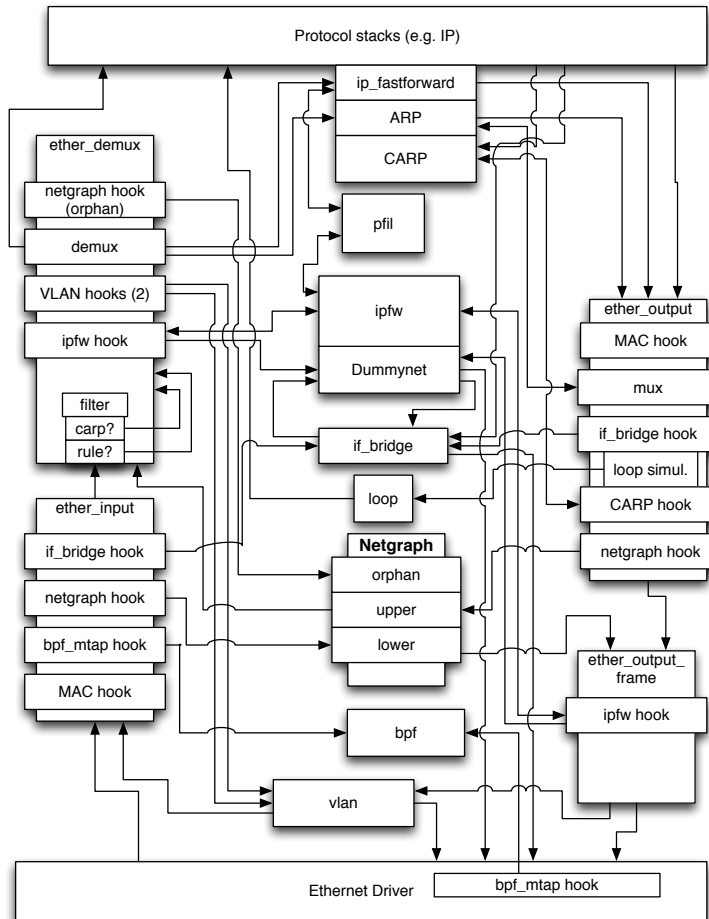 Protocol stacks (e.g. IP)
ip_fastforward
ARP
CARP
ether_demux
netgraph hook
(orphan)
demux
VLAN hooks (2)
ipfw hook
filter
carp?
rule?
pfil
ipfw
Dummynet
if_bridge
loop
ether_output
MAC hook
mux
if_bridge hook
loop simul.
CARP hook
netgraph hook
ether_input
if_bridge hook
netgraph hook
bpf_mtap hook
MAC hook
Netgraph
orphan
upper
lower
ether_output_
frame
ipfw hook
bpf
vlan
bpf_mtap hook
Ethernet Driver